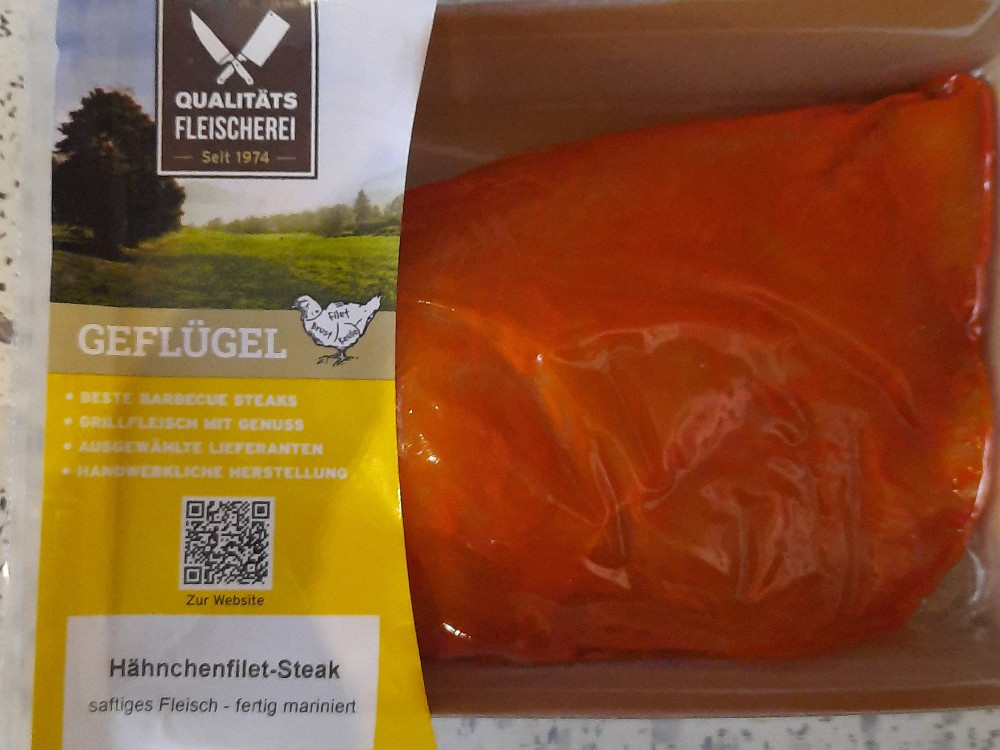 QUALITÄTS
FLEISCHEREI
Seit 1974
GEFLÜGEL
Filet
Brust
Keule
• BESTE BARBECUE STEAKS
• GRILLFLEISCH MIT GENUSS
• AUSGEWÄHLTE LIEFERANTEN
• HANDWERKLICHE HERSTELLUNG
Zur Website
Hähnchenfilet-Steak
saftiges Fleisch - fertig mariniert